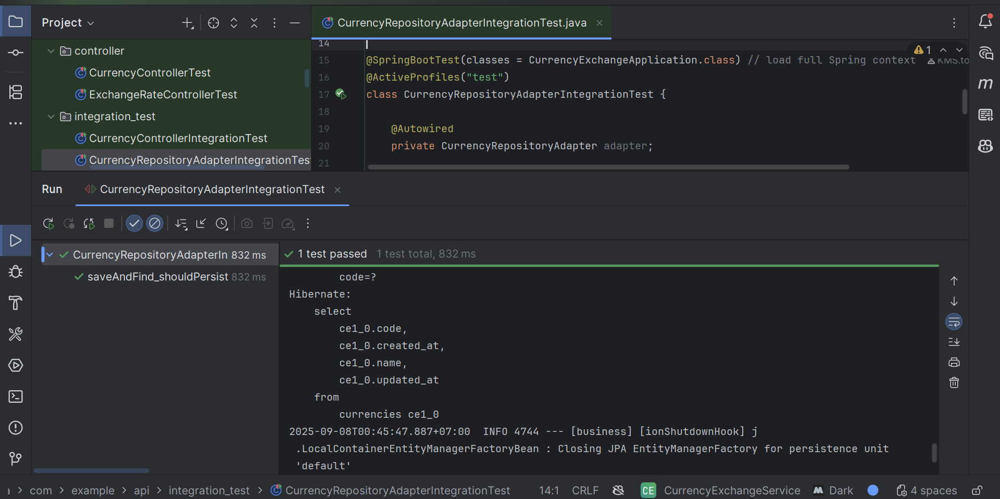 Project
CurrencyRepositoryAdapterIntegrationTest.java
controller
CurrencyControllerTest
ExchangeRateControllerTest
integration_test
CurrencyControllerIntegrationTest
CurrencyRepositoryAdapterIntegrationTest
14
15 @SpringBootTest(classes = CurrencyExchangeApplication.class) // load full Spring context
1
KMS.to
16 @ActiveProfiles("test")
17 class CurrencyRepositoryAdapterIntegrationTest {
18
19 @Autowired
20 private CurrencyRepositoryAdapter adapter;
21
Run CurrencyRepositoryAdapterIntegrationTest
CurrencyRepositoryAdapterIn 832 ms
saveAndFind_shouldPersist 832 ms
1 test passed 1 test total, 832 ms
code=?
Hibernate:
select
ce1_0.code,
ce1_0.created_at,
ce1_0.name,
ce1_0.updated_at
from
currencies ce1_0
2025-09-08T00:45:47.887+07:00  INFO 4744 --- [business] [ionShutdownHook] j
.LocalContainerEntityManagerFactoryBean : Closing JPA EntityManagerFactory for persistence unit
'default'
com > example > api > integration_test > CurrencyRepositoryAdapterIntegrationTest 14:1 CRLF CE CurrencyExchangeService Dark 4 spaces